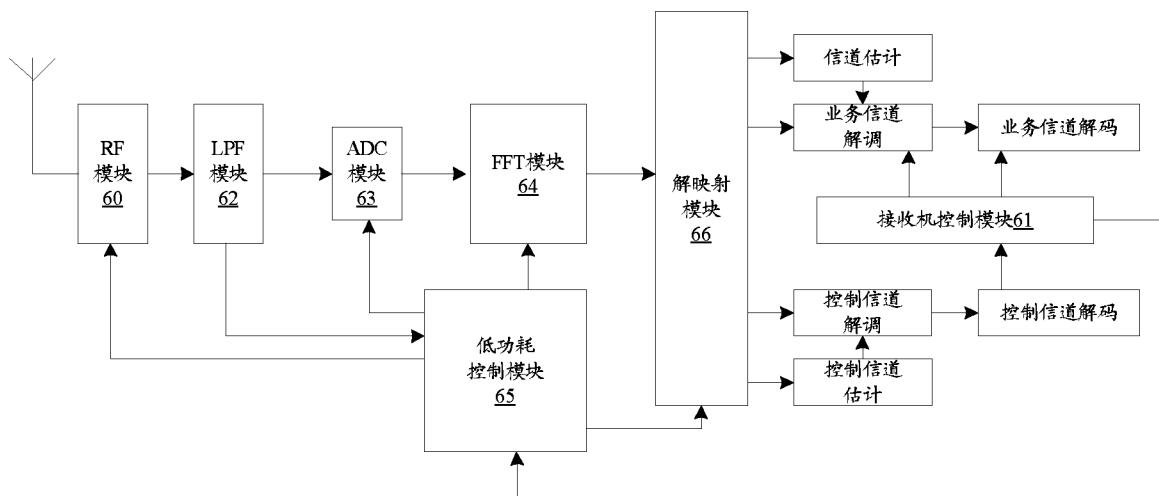 RF
模块
60
LPF
模块
62
ADC
模块
63
FFT模块
64
低功耗
控制模块
65
解映射
模块
66
信道估计
业务信道
解调
业务信道解码
接收机控制模块61
控制信道
解调
控制信道解码
控制信道
估计